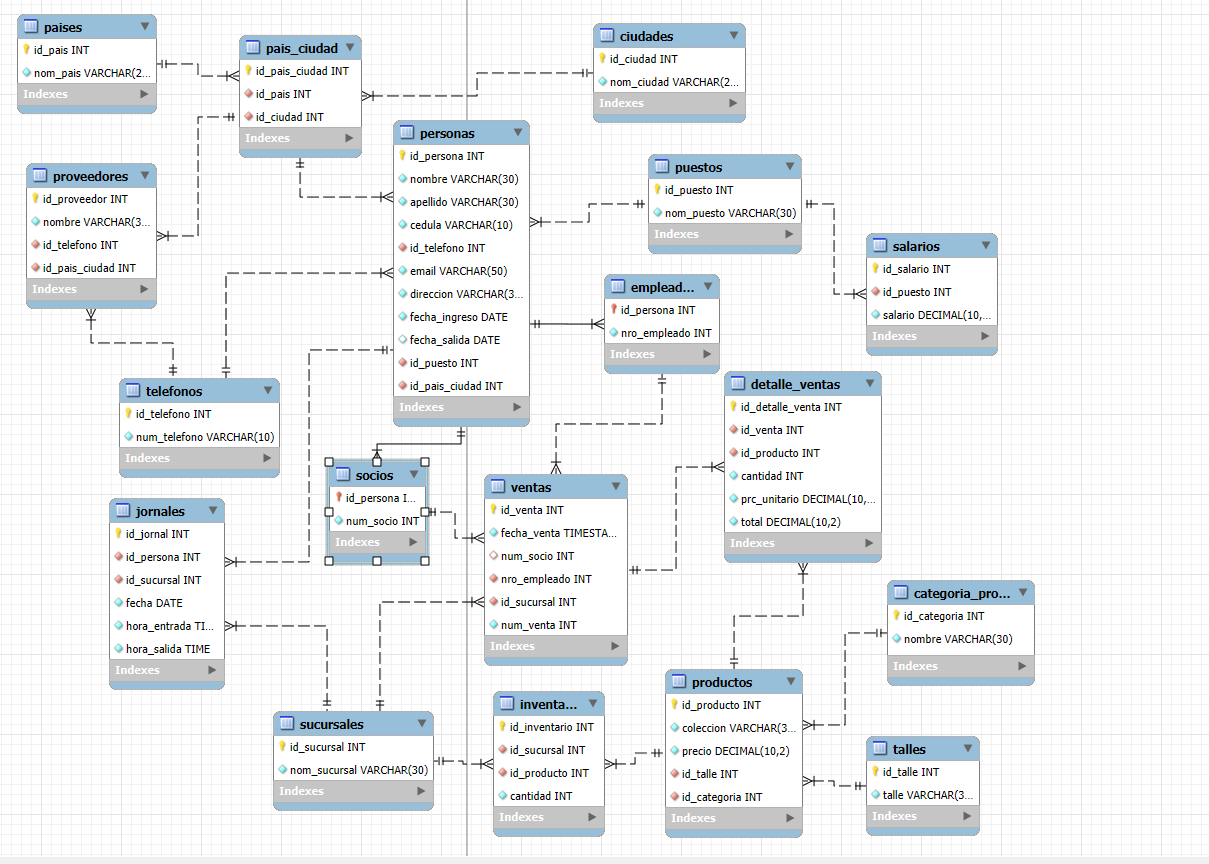 paises
id_pais INT
nom_pais VARCHAR(2...
Indexes
pais_ciudad
id_pais_ciudad INT
id_pais INT
id_ciudad INT
Indexes
ciudades
id_ciudad INT
nom_ciudad VARCHAR(2...
Indexes
personas
id_persona INT
nombre VARCHAR(30)
apellido VARCHAR(30)
cedula VARCHAR(10)
id_telefono INT
email VARCHAR(50)
direccion VARCHAR(3...
fecha_ingreso DATE
fecha_salida DATE
id_puesto INT
id_pais_ciudad INT
Indexes
puestos
id_puesto INT
nom_puesto VARCHAR(30)
Indexes
proveedores
id_proveedor INT
nombre VARCHAR(3...
id_telefono INT
id_pais_ciudad INT
Indexes
salarios
id_salario INT
id_puesto INT
salario DECIMAL(10,...
Indexes
emplead...
id_persona INT
nro_empleado INT
Indexes
telefonos
id_telefono INT
num_telefono VARCHAR(10)
Indexes
detalle_ventas
id_detalle_venta INT
id_venta INT
id_producto INT
cantidad INT
prc_unitario DECIMAL(10,...
total DECIMAL(10,2)
Indexes
socios
id_persona I...
num_socio INT
Indexes
ventas
id_venta INT
fecha_venta TIMESTA...
num_socio INT
nro_empleado INT
id_sucursal INT
num_venta INT
Indexes
jornales
id_jornal INT
id_persona INT
id_sucursal INT
fecha DATE
hora_entrada TI...
hora_salida TIME
Indexes
categoria_pro...
id_categoria INT
nombre VARCHAR(30)
Indexes
productos
id_producto INT
coleccion VARCHAR(3...
precio DECIMAL(10,2)
id_talle INT
id_categoria INT
Indexes
inventa...
id_inventario INT
id_sucursal INT
id_producto INT
cantidad INT
Indexes
sucursales
id_sucursal INT
nom_sucursal VARCHAR(30)
Indexes
talles
id_talle INT
talle VARCHAR(3...
Indexes